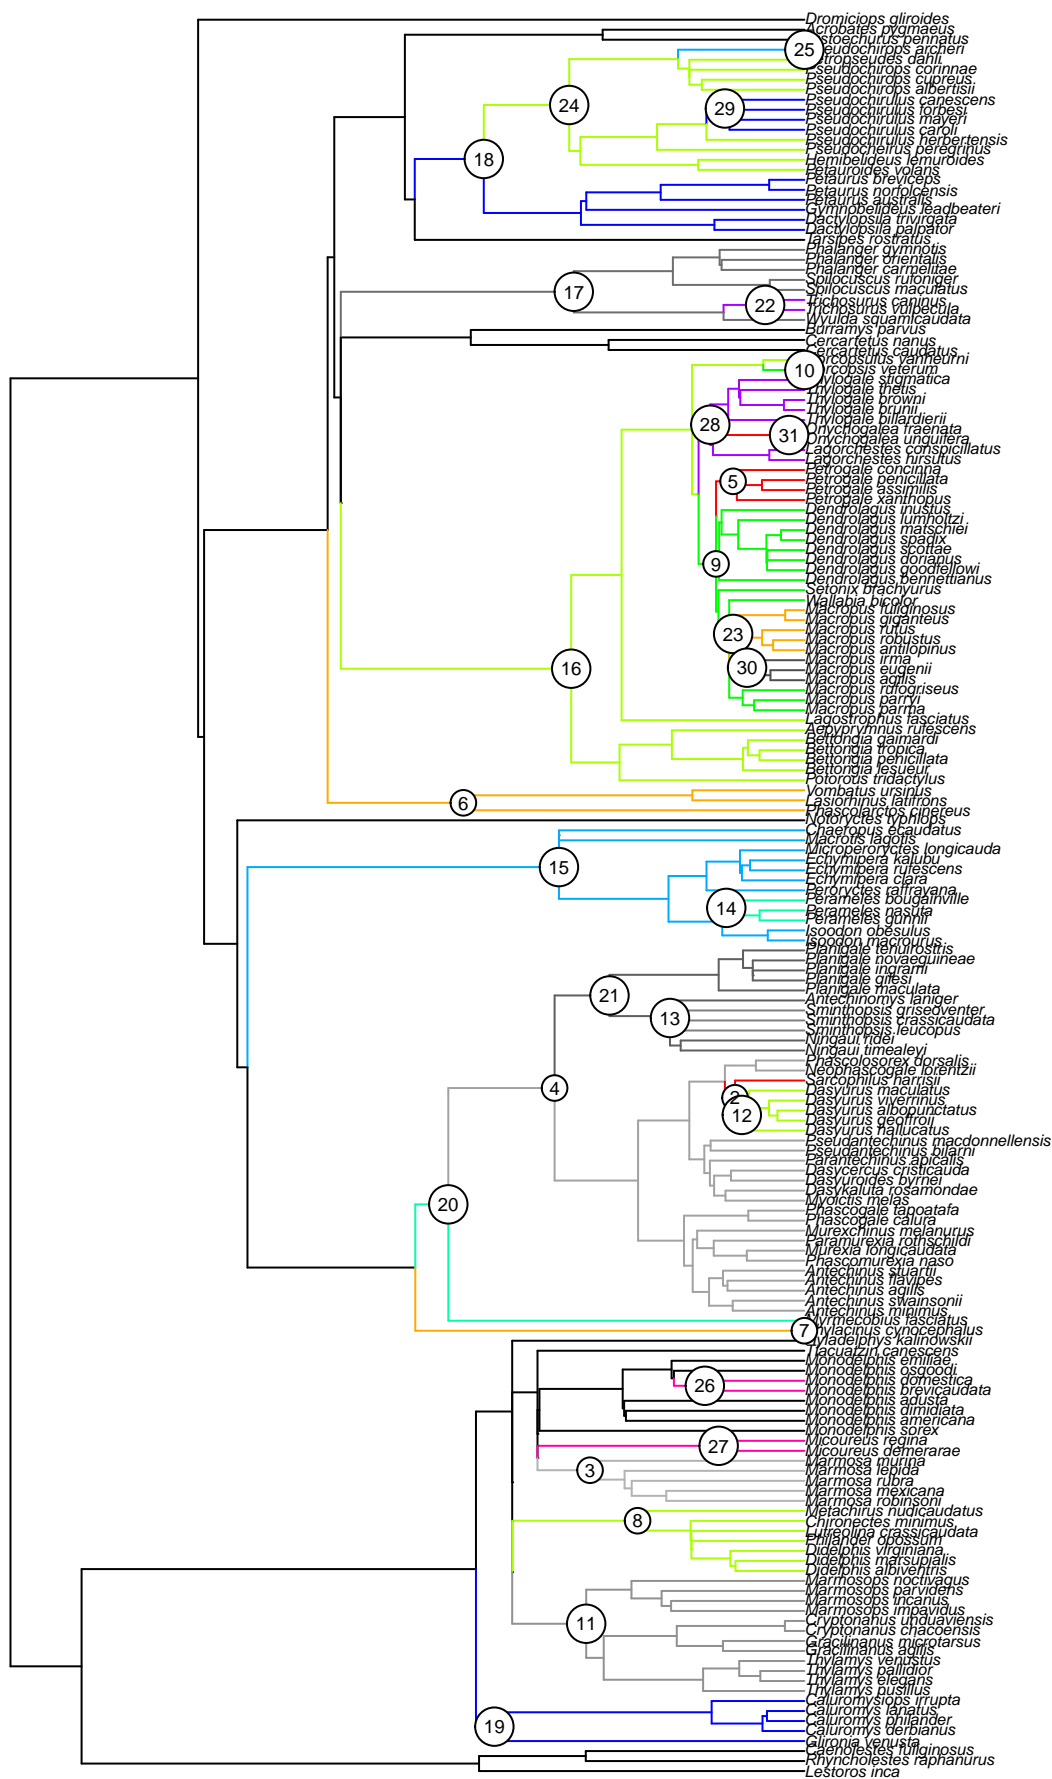 Dromiciops gliroides
Acrobates pygmaeus
pennatus
25
archeri
dahli
Pseudochirops corinnae
Pseudochirops cupreus
Pseudochirops albertisii
24
29
Pseudochirulus canescens
Pseudochirulus forbesi
Pseudochirulus mayeri
Pseudochirulus caroli
Pseudochirulus herbertensis
Pseudocheirus peregrinus
18
Hemibelideus lemuroides
Petauroides volans
Petaurus breviceps
Petaurus norfolcensis
Petaurus australis
Gymnobelideus leadbeateri
Dactylopsila trivirgata
Dactylopsila palpator
Tarsipes rostratus
Phalanger gymnotis
Phalanger orientalis
Phalanger carmelitae
Spilocuscus rufoniger
Spilocuscus maculatus
17
22
Trichosurus caninus
Trichosurus vulpecula
Wyulda squamicaudata
Burramys parvus
Cercartetus nanus
Cercartetus caudatus
vanheurni
10
veterum
stigmatica
Thylogale thetis
Thylogale browni
Thylogale brunii
Thylogale billardierii
28
Onychogalea fraenata
31
Onychogalea unguifera
Lagorchestes conspicillatus
Lagorchestes hirsutus
Petrogale concinna
5
Petrogale penicillata
Petrogale assimilis
Petrogale xanthopus
Dendrolagus inustus
Dendrolagus lumholtzi
Dendrolagus matschiei
Dendrolagus spadix
Dendrolagus scottae
Dendrolagus dorianus
9
Dendrolagus goodfellowi
Dendrolagus bennettianus
Setonix brachyurus
Wallabia bicolor
Macropus fuliginosus
Macropus giganteus
Macropus rufus
23
Macropus robustus
Macropus antilopinus
Macropus irma
16
30
Macropus eugenii
Macropus agilis
Macropus rufogriseus
Macropus parryi
Macropus parma
Lagostrophus fasciatus
Aepyprymnus rufescens
Bettongia gaimardi
Bettongia tropica
Bettongia penicillata
Bettongia lesueur
Potorous tridactylus
Vombatus ursinus
6
Lasiorhinus latifrons
Phascolarctos cinereus
Notoryctes typhlops
Chaeropus ecaudatus
Macrotis lagotis
Microperoryctes longicauda
15
Echymipera kalubu
Echymipera rufescens
Echymipera clara
Peroryctes raffrayana
Perameles bougainville
14
Perameles nasuta
Perameles gunnii
Isoodon obesulus
Isoodon macrourus
Planigale tenuirostris
Planigale novaeguineae
Planigale ingrami
Planigale gilesi
Planigale maculata
21
Antechinomys laniger
Sminthopsis griseoventer
13
Sminthopsis crassicaudata
Sminthopsis leucopus
Ningaui ridei
Ningaui timealeyi
Phascolosorex dorsalis
Neophascogale lorentzii
Sarcophilus harrisii
4
2
Dasyurus maculatus
Dasyurus viverrinus
12
Dasyurus albopunctatus
Dasyurus geoffroii
Dasyurus hallucatus
Pseudantechinus macdonnellensis
Pseudantechinus bilarni
Parantechinus apicalis
Dasycercus cristicauda
Dasyuroides byrnei
Dasykaluta rosamondae
Myoictis melas
20
Phascogale tapoatafa
Phascogale calura
Murexchinus melanurus
Paramurexia rothschildi
Murexia longicaudata
Phascomurexia naso
Antechinus stuartii
Antechinus flavipes
Antechinus agilis
Antechinus swainsonii
Antechinus minimus
Myrmecobius fasciatus
7
cynocephalus
kalinowskii
Tlacuatzin canescens
Monodelphis emiliae
Monodelphis osgoodi
26
Monodelphis domestica
Monodelphis brevicaudata
Monodelphis adusta
Monodelphis dimidiata
Monodelphis americana
Monodelphis sorex
27
Micoureus regina
Micoureus demerarae
Marmosa murina
3
Marmosa lepida
Marmosa rubra
Marmosa mexicana
Marmosa robinsoni
Metachirus nudicaudatus
8
Chironectes minimus
Lutreolina crassicaudata
Philander opossum
Didelphis virginiana
Didelphis marsupialis
Didelphis albiventris
Marmosops noctivagus
Marmosops parvidens
Marmosops incanus
Marmosops impavidus
11
Cryptonanus unduaviensis
Cryptonanus chacoensis
Gracilinanus microtarsus
Gracilinanus agilis
Thylamys venustus
Thylamys pallidior
Thylamys elegans
Thylamys pusillus
Caluromysiops irrupta
Caluromys lanatus
19
Caluromys philander
Caluromys derbianus
Glironia venusta
Caenolestes fuliginosus
Rhyncholestes raphanurus
Lestoros inca